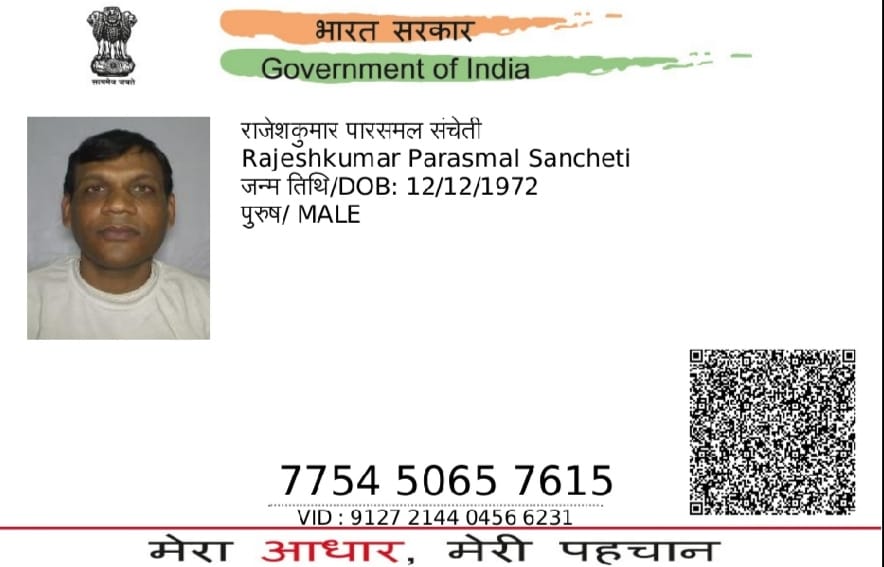 भारत सरकार
Government of India
सत्यमेव जयते
राजेशकुमार पारसमल संचेती
Rajeshkumar Parasmal Sancheti
जन्म तिथि/DOB: 12/12/1972
पुरुष/ MALE
7754 5065 7615
VID : 9127 2144 0456 6231
मेरा आधार, मेरी पहचान